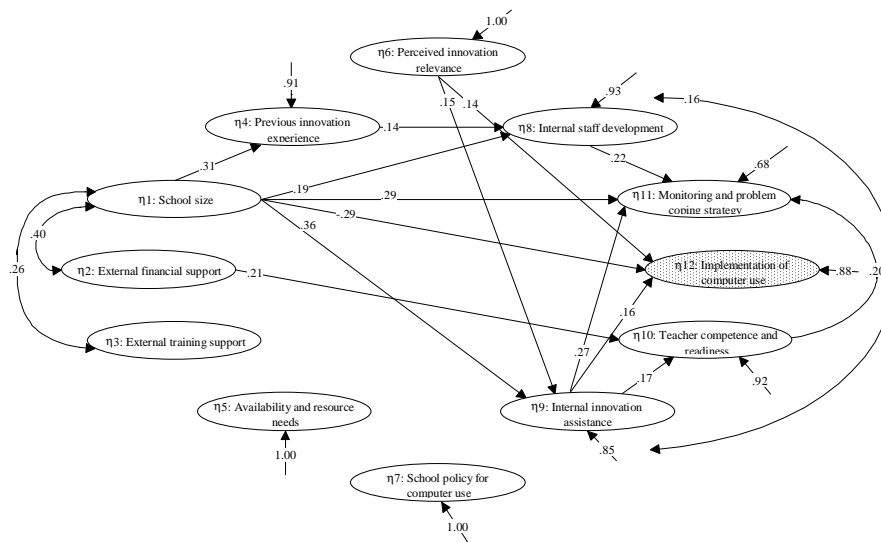 1.00
η6: Perceived innovation
relevance
.91
.93
.16
.15
.14
η4: Previous innovation
experience
.14
η8: Internal staff development
.31
.22
.68
.19
η1: School size
.29
η11: Monitoring and problem
coping strategy
-.29
.36
.40
.26
η2: External financial support
.21
η12: Implementation of
computer use
.88
.20
.16
η3: External training support
η10: Teacher competence and
readiness
.27
.17
.92
η5: Availability and resource
needs
η9: Internal innovation
assistance
.85
1.00
η7: School policy for
computer use
1.00